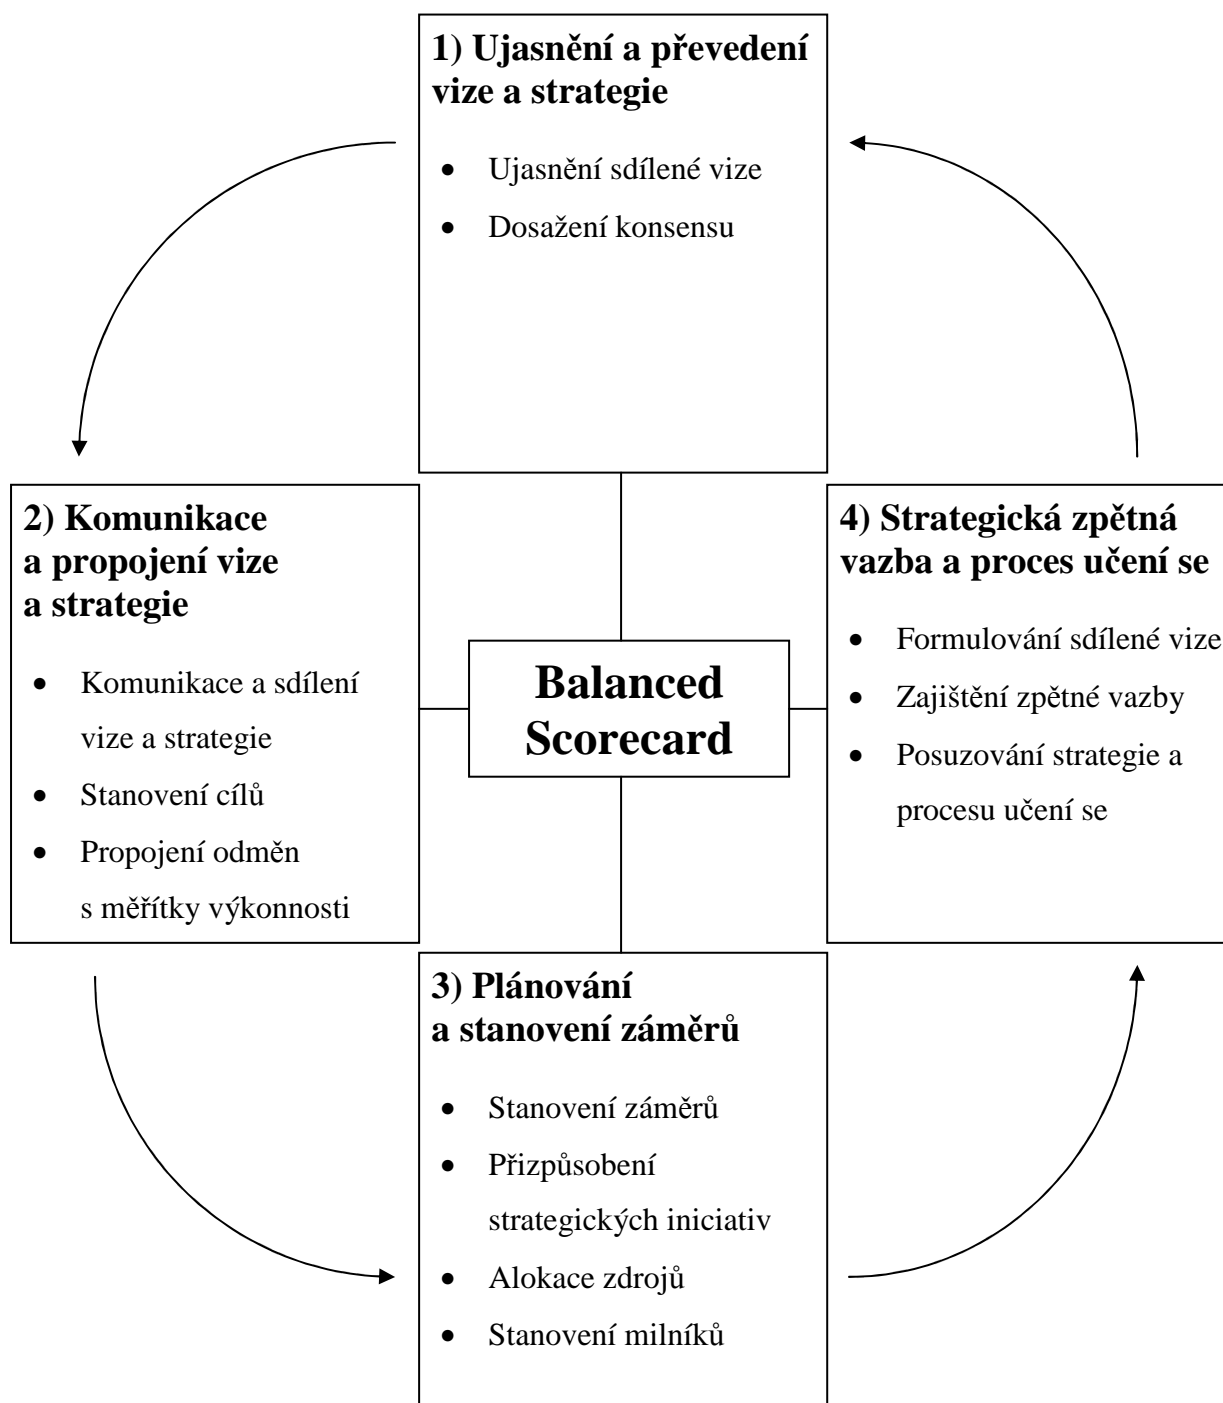 1) Ujasnění a převedení
vize a strategie
• Ujasnění sdílené vize
• Dosažení konsensu
2) Komunikace
a propojení vize
a strategie
• Komunikace a sdílení
vize a strategie
• Stanovení cílů
• Propojení odměn
s měřítky výkonnosti
Balanced
Scorecard
3) Plánování
a stanovení záměrů
• Stanovení záměrů
• Přizpůsobení
strategických iniciativ
• Alokace zdrojů
• Stanovení milníků
4) Strategická zpětná
vazba a proces učení se
• Formulování sdílené vize
• Zajištění zpětné vazby
• Posuzování strategie a
procesu učení se